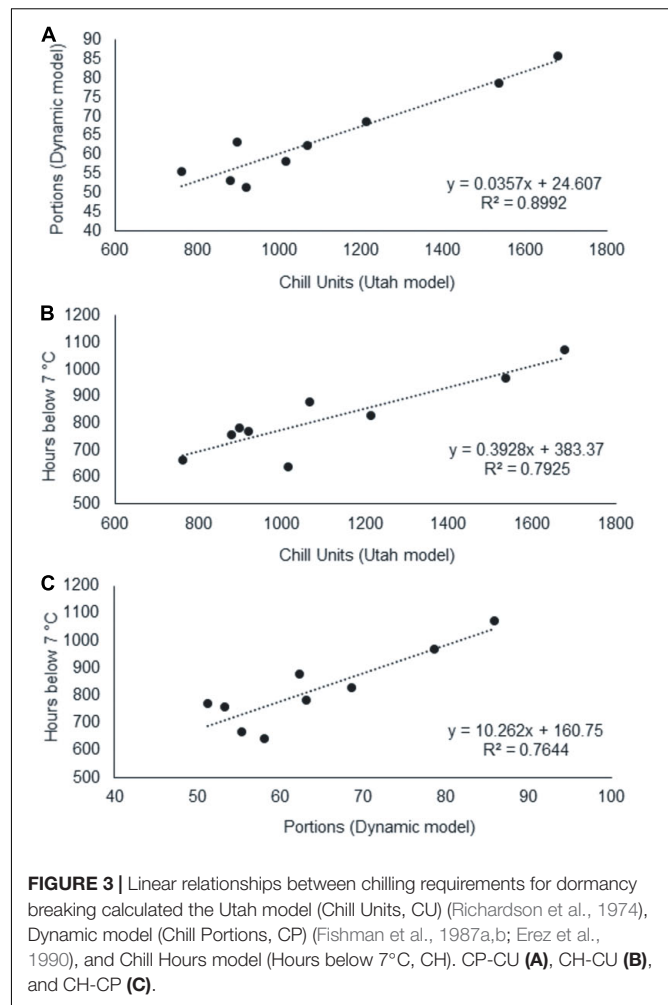 A
90
85
80
75
70
65
60
55
50
45
40
Portions (Dynamic model)
y = 0.0357x + 24.607
R² = 0.8992
600 800 1000 1200 1400 1600 1800
Chill Units (Utah model)
B
1200
1100
1000
900
800
700
600
500
Hours below 7 °C
y = 0.3928x + 383.37
R² = 0.7925
600 800 1000 1200 1400 1600 1800
Chill Units (Utah model)
C
1200
1100
1000
900
800
700
600
500
Hours below 7 °C
y = 10.262x + 160.75
R² = 0.7644
40 50 60 70 80 90 100
Portions (Dynamic model)
FIGURE 3 | Linear relationships between chilling requirements for dormancy
breaking calculated the Utah model (Chill Units, CU) (Richardson et al., 1974),
Dynamic model (Chill Portions, CP) (Fishman et al., 1987a,b; Erez et al.,
1990), and Chill Hours model (Hours below 7°C, CH). CP-CU (A), CH-CU (B),
and CH-CP (C).